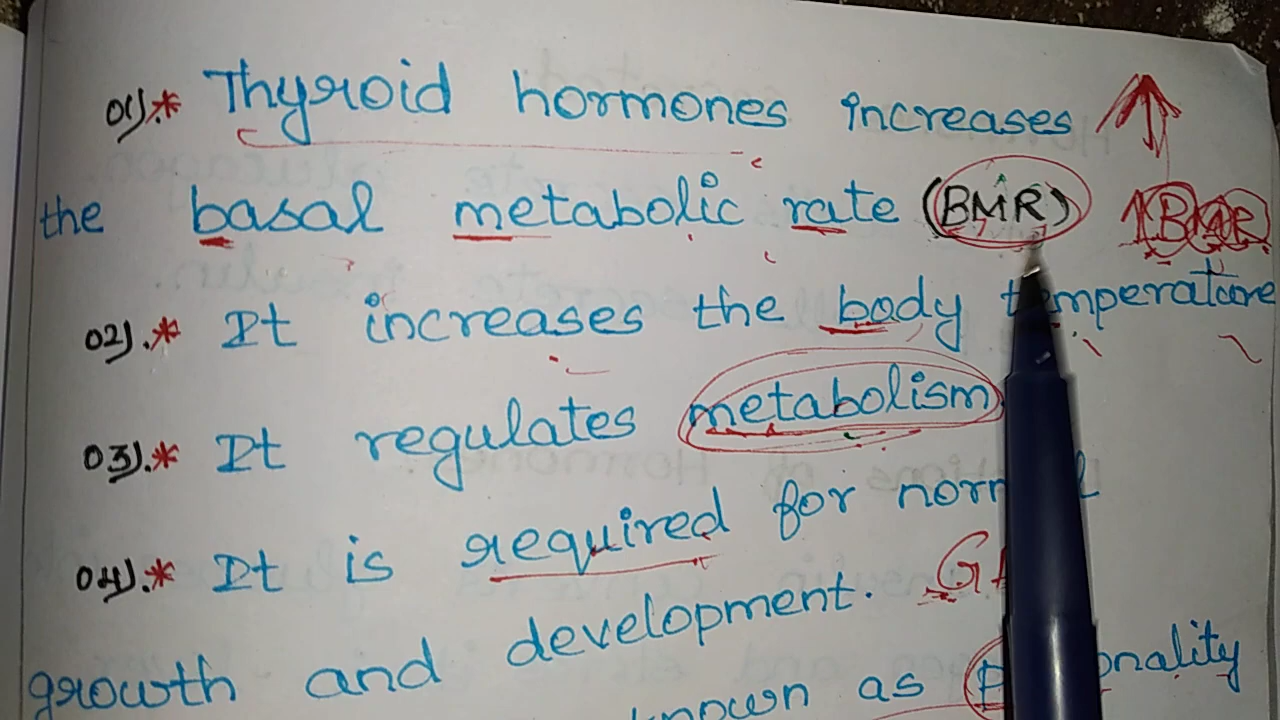 01).* Thyroid hormones increases ↑
the basal metabolic rate (BMR) ↑BMR
02).* It increases the body temperature
03).* It regulates metabolism
04).* It is required for
growth and development.
known as